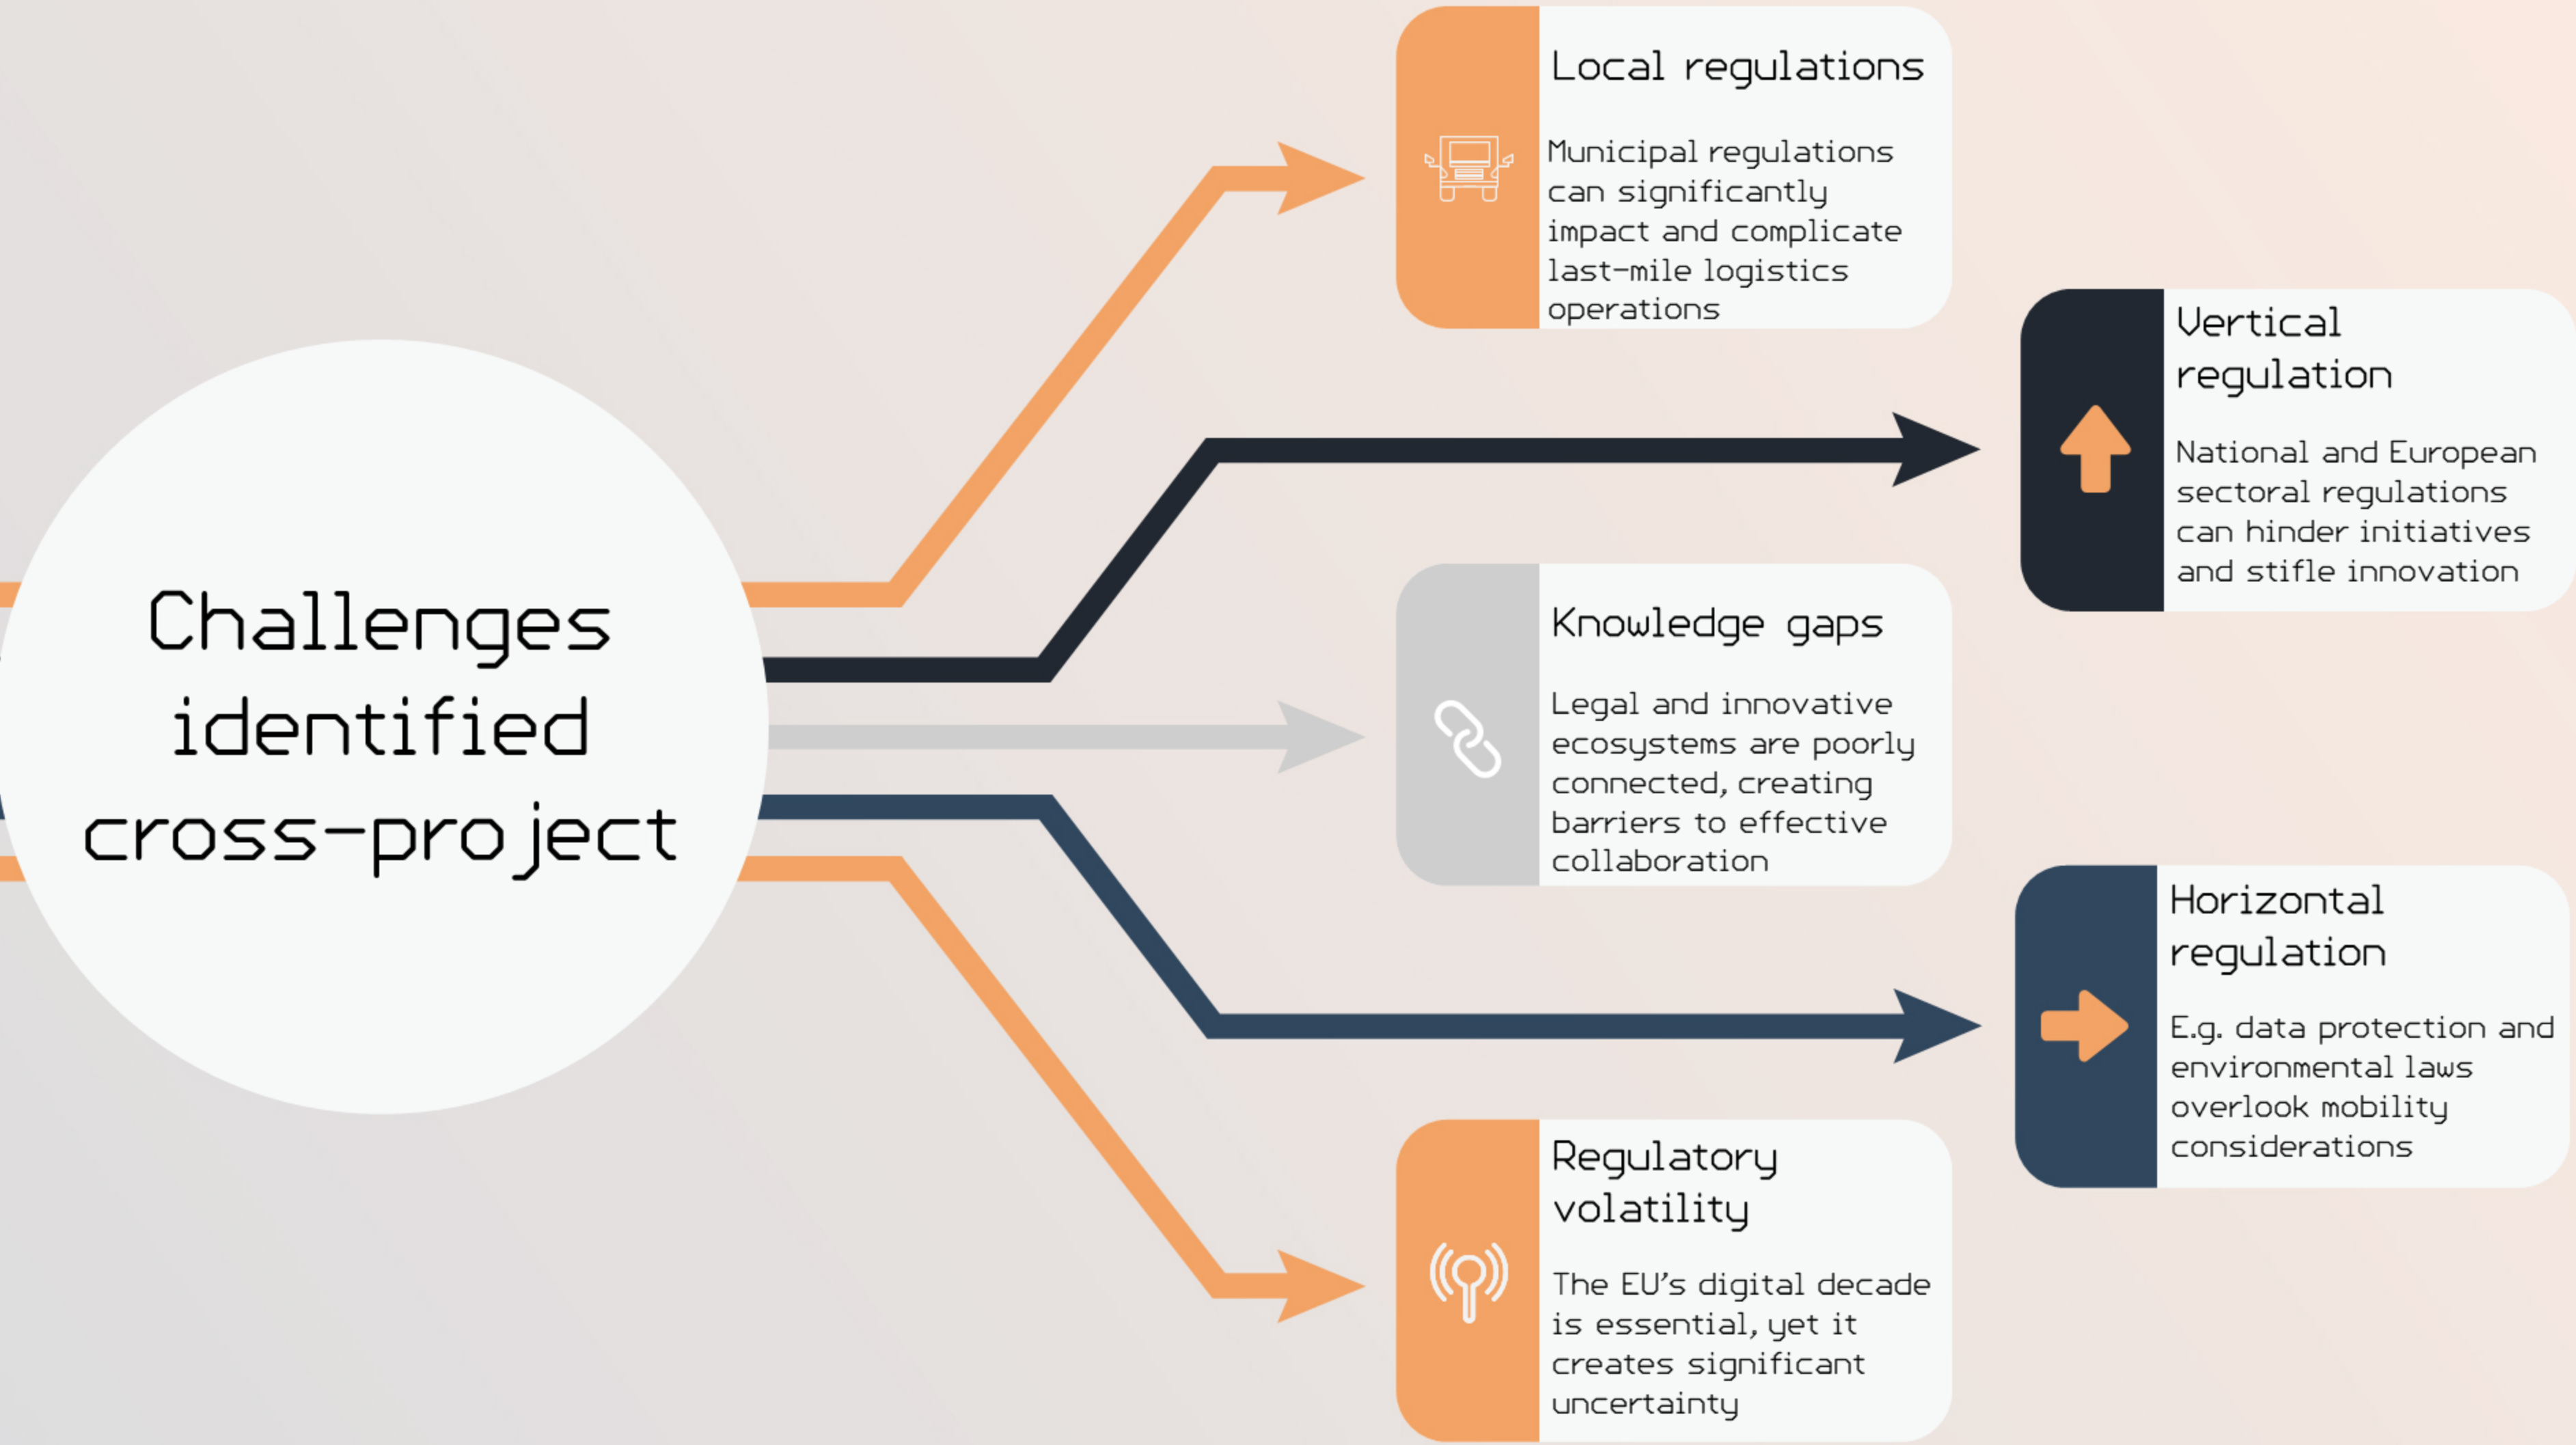 Challenges
identified
cross-project
Local regulations
Municipal regulations
can significantly
impact and complicate
last-mile logistics
operations
Vertical
regulation
National and European
sectoral regulations
can hinder initiatives
and stifle innovation
Knowledge gaps
Legal and innovative
ecosystems are poorly
connected, creating
barriers to effective
collaboration
Horizontal
regulation
E.g. data protection and
environmental laws
overlook mobility
considerations
Regulatory
volatility
The EU's digital decade
is essential, yet it
creates significant
uncertainty